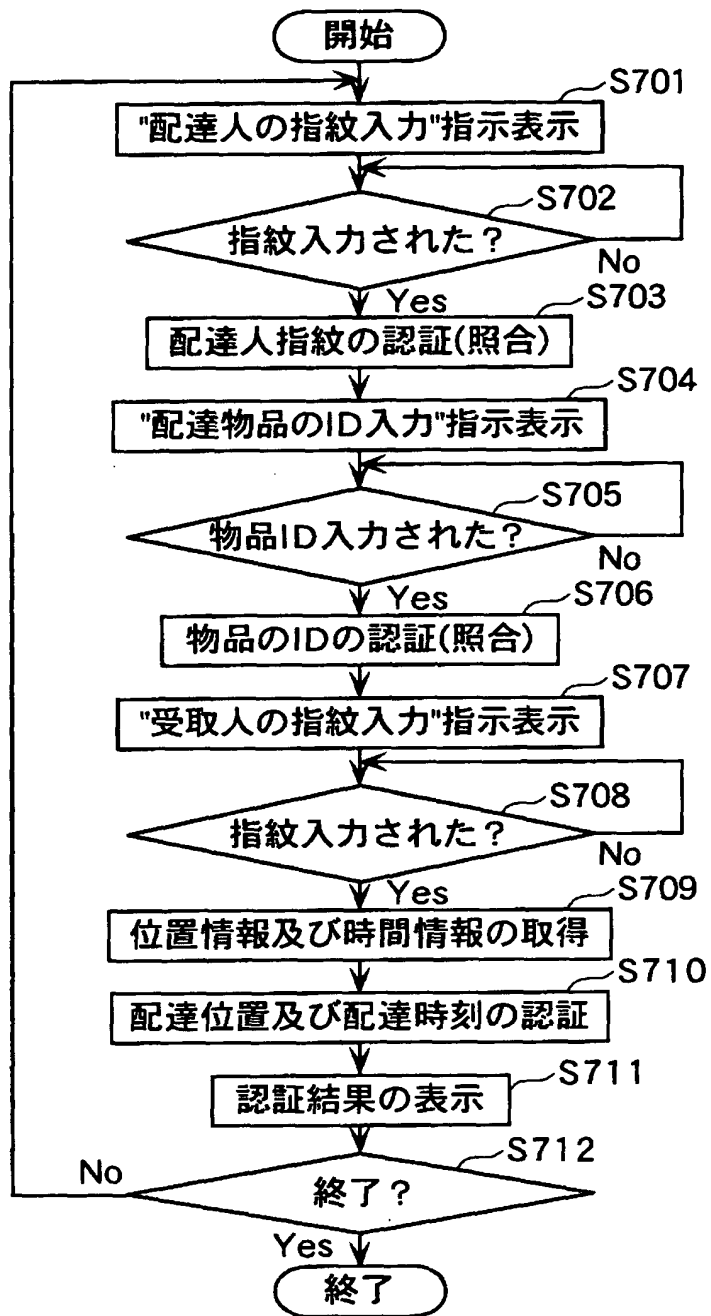 開始
S701
"配達人の指紋入力"指示表示
S702
指紋入力された?
No
Yes
S703
配達人指紋の認証(照合)
S704
"配達物品のID入力"指示表示
S705
物品ID入力された?
No
Yes
S706
物品のIDの認証(照合)
S707
"受取人の指紋入力"指示表示
S708
指紋入力された?
No
Yes
S709
位置情報及び時間情報の取得
S710
配達位置及び配達時刻の認証
S711
認証結果の表示
S712
No
終了?
Yes
終了